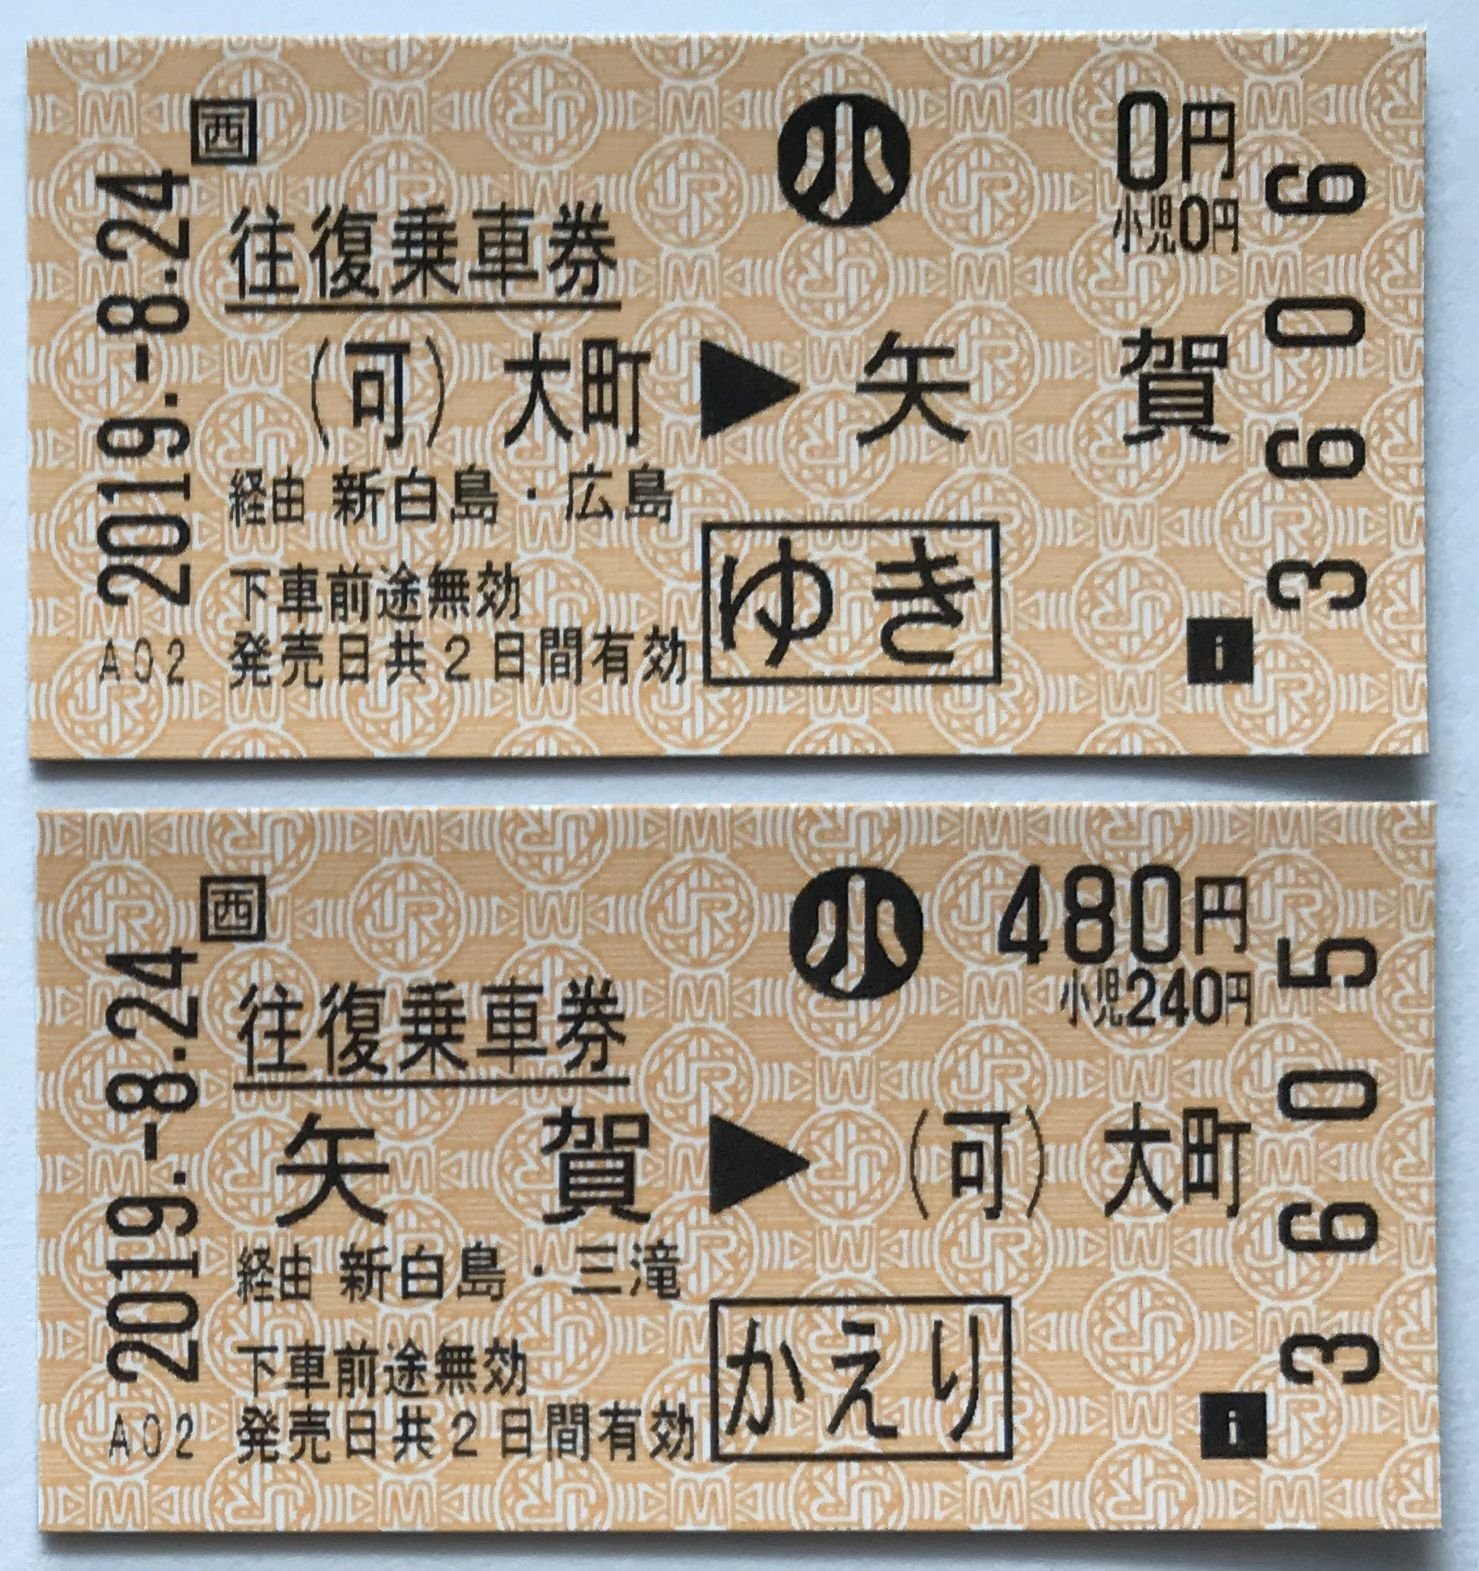 西 小 0円
小児0円
往復乗車券
(可) 大町 ▶ 矢賀
経由 新白島・広島
下車前途無効
ゆき
A02 発売日共2日間有効
i
2019.-8.24
3606
西 小 480円
小児240円
往復乗車券
矢賀 ▶ (可) 大町
経由 新白島・三滝
下車前途無効
かえり
A02 発売日共2日間有効
i
2019.-8.24
3605